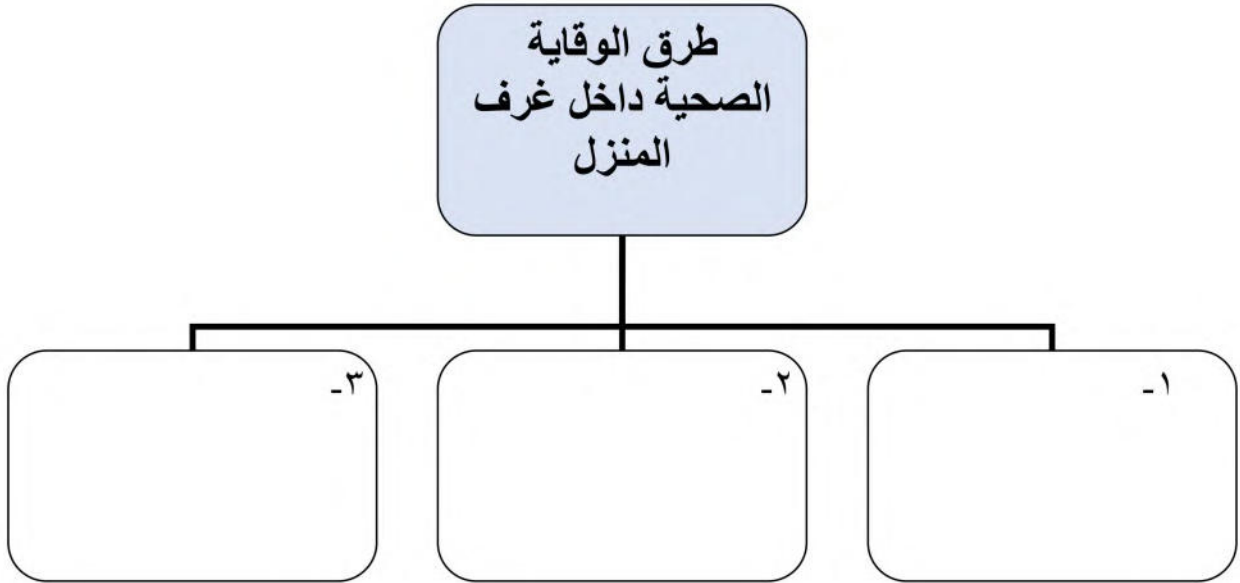 طرق الوقاية
الصحية داخل غرف
المنزل
١-
٢-
٣-